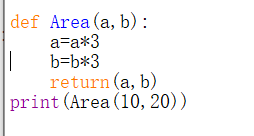 def Area(a,b):
    a=a*3
    b=b*3
    return(a,b)
print(Area(10,20))